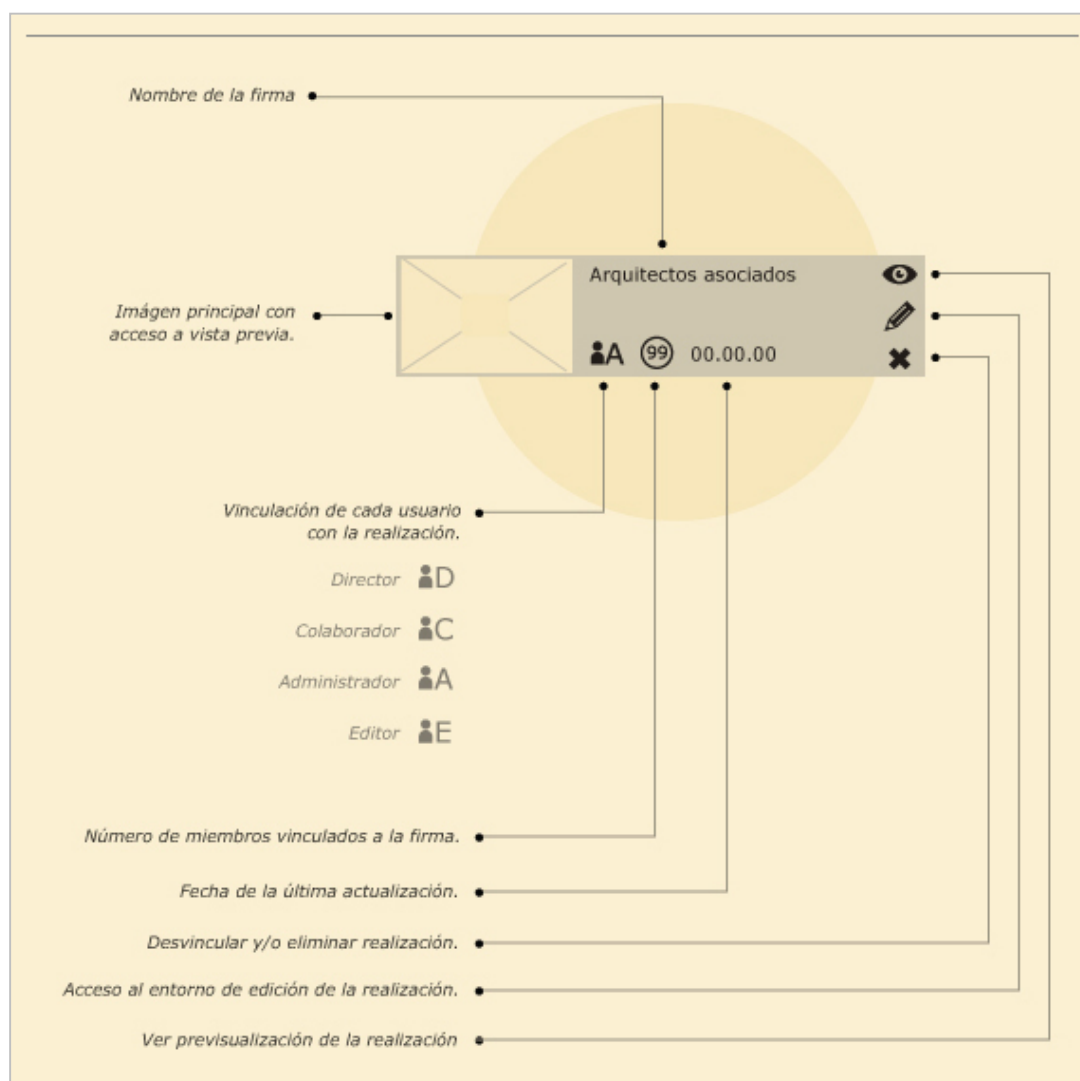 Nombre de la firma
Arquitectos asociados
Imágen principal con
acceso a vista previa.
A 99 00.00.00
Vinculación de cada usuario
con la realización.
Director D
Colaborador C
Administrador A
Editor E
Número de miembros vinculados a la firma.
Fecha de la última actualización.
Desvincular y/o eliminar realización.
Acceso al entorno de edición de la realización.
Ver previsualización de la realización